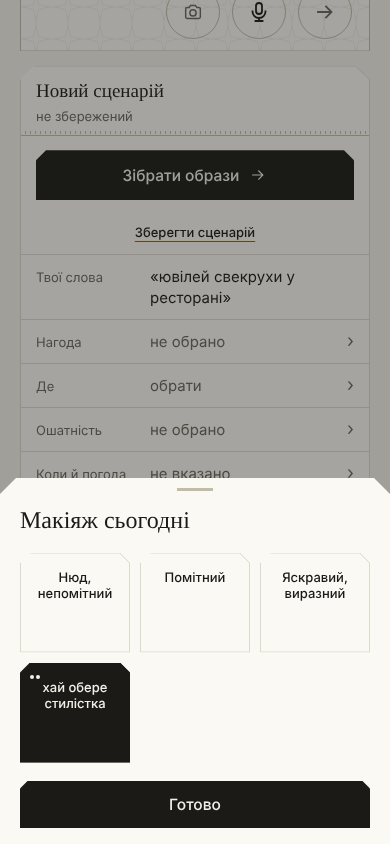 Новий сценарій
не збережений
Зібрати образи →
Зберегти сценарій
Твої слова «ювілей свекрухи у
ресторані»
Нагода не обрано ›
Де обрати ›
Ошатність не обрано ›
Коли й погода не вказано
Макіяж сьогодні
Нюд,
непомітний
Помітний
Яскравий,
виразний
хай обере
стилістка
Готово